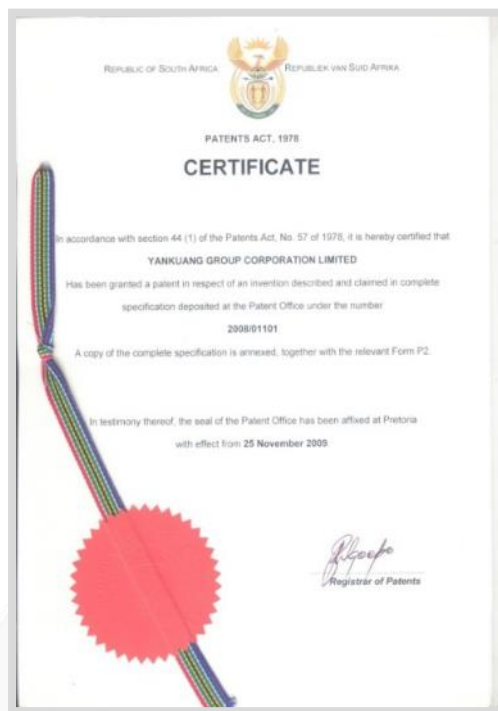 REPUBLIC OF SOUTH AFRICA
REPUBLIEK VAN SUID AFRIKA
PATENTS ACT, 1978
CERTIFICATE
In accordance with section 44 (1) of the Patents Act, No. 57 of 1978, it is hereby certified that
YANKUANG GROUP CORPORATION LIMITED
Has been granted a patent in respect of an invention described and claimed in complete
specification deposited at the Patent Office under the number
2008/01101
A copy of the complete specification is annexed, together with the relevant Form P2.
In testimony thereof, the seal of the Patent Office has been affixed at Pretoria
with effect from 25 November 2009.
Registrar of Patents